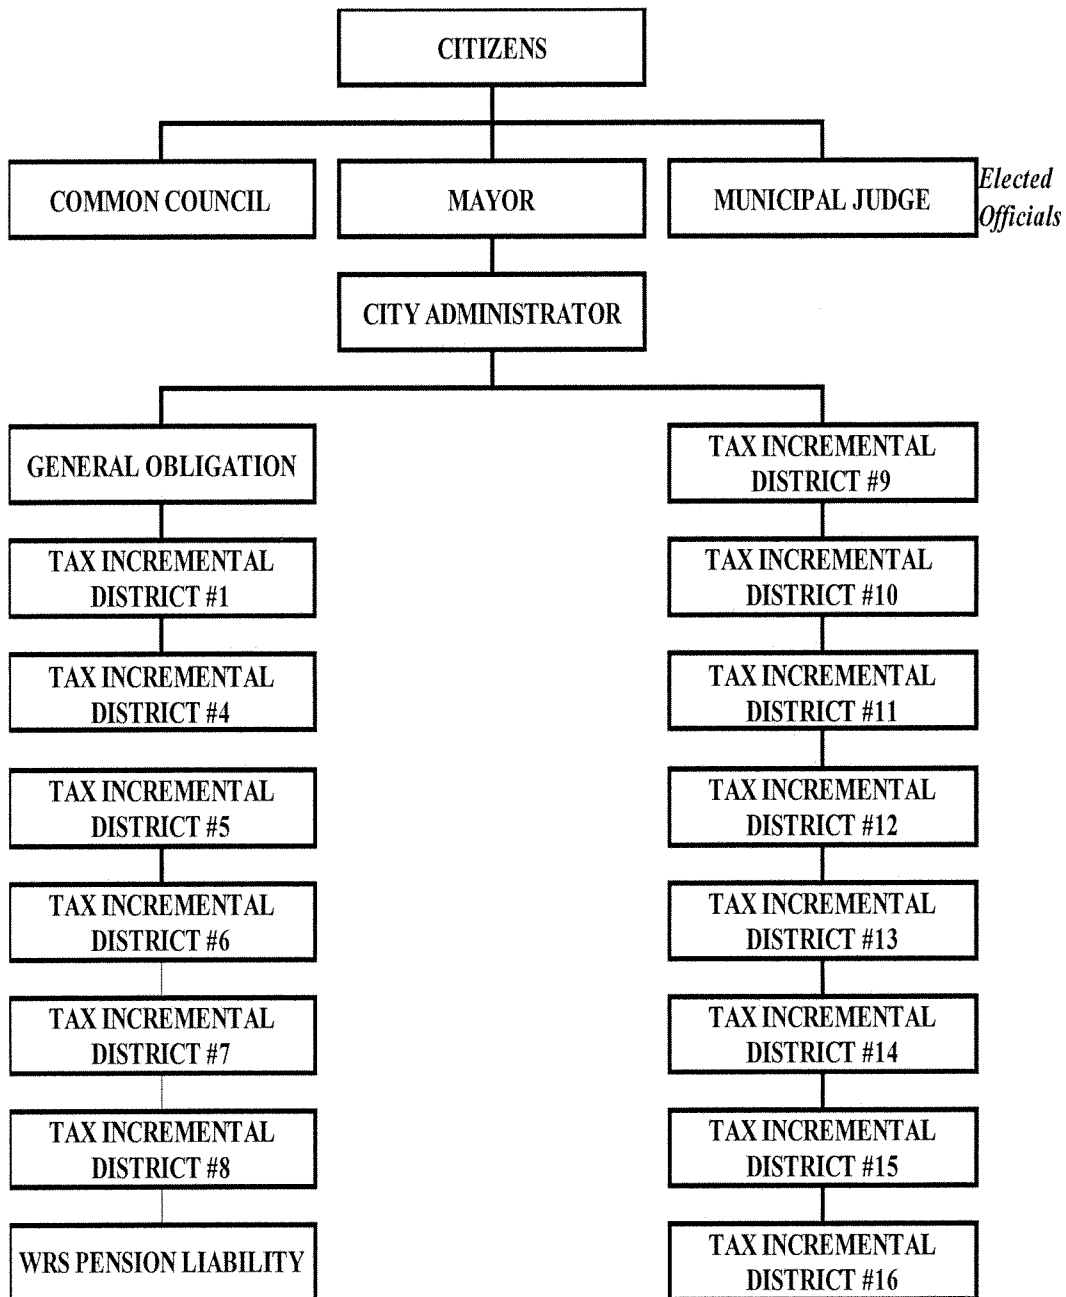 CITIZENS
COMMON COUNCIL
MAYOR
MUNICIPAL JUDGE
Elected
Officials
CITY ADMINISTRATOR
GENERAL OBLIGATION
TAX INCREMENTAL
DISTRICT #1
TAX INCREMENTAL
DISTRICT #4
TAX INCREMENTAL
DISTRICT #5
TAX INCREMENTAL
DISTRICT #6
TAX INCREMENTAL
DISTRICT #7
TAX INCREMENTAL
DISTRICT #8
WRS PENSION LIABILITY
TAX INCREMENTAL
DISTRICT #9
TAX INCREMENTAL
DISTRICT #10
TAX INCREMENTAL
DISTRICT #11
TAX INCREMENTAL
DISTRICT #12
TAX INCREMENTAL
DISTRICT #13
TAX INCREMENTAL
DISTRICT #14
TAX INCREMENTAL
DISTRICT #15
TAX INCREMENTAL
DISTRICT #16